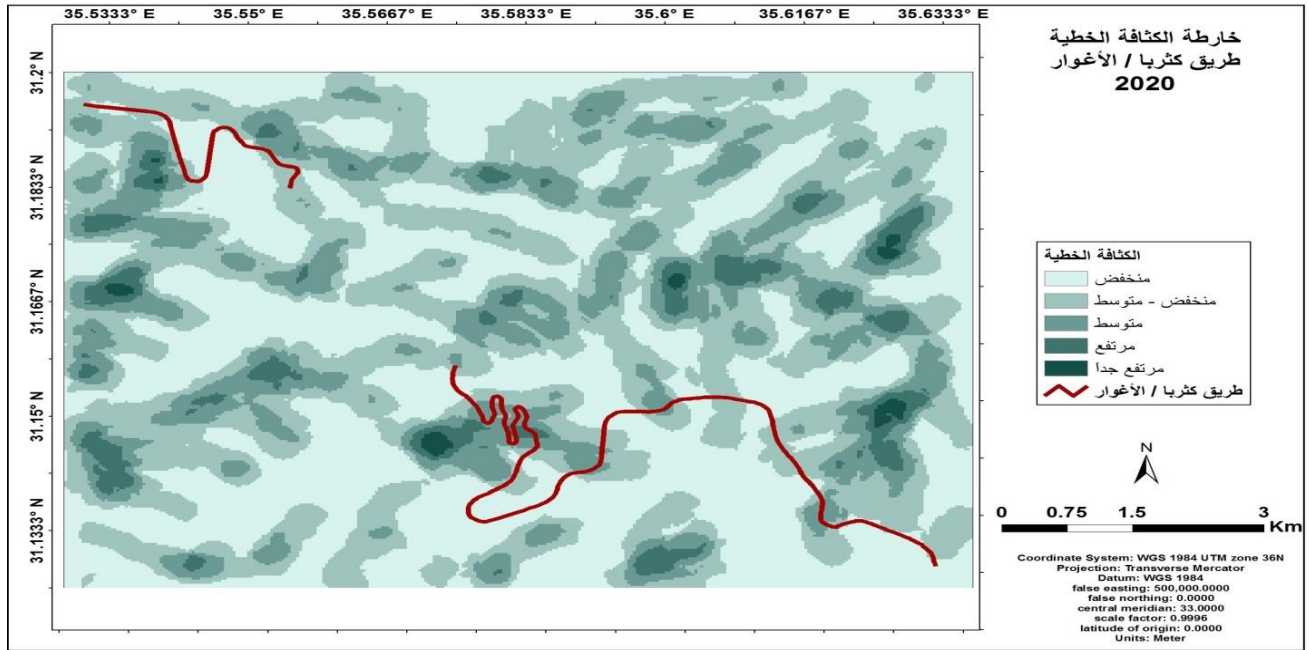 35.5333° E 35.55° E 35.5667° E 35.5833° E 35.6° E 35.6167° E 35.6333° E
31.2° N
31.1833° N
31.1667° N
31.15° N
31.1333° N
خارطة الكثافة الخطية
طريق كثربا / الأغوار
2020
الكثافة الخطية
منخفض
منخفض - متوسط
متوسط
مرتفع
مرتفع جدا
طريق كثربا / الأغوار
N
0 0.75 1.5 3
Km
Coordinate System: WGS 1984 UTM zone 36N
Projection: Transverse Mercator
Datum: WGS 1984
false easting: 500,000.0000
false northing: 0.0000
central meridian: 33.0000
scale factor: 0.9996
latitude of origin: 0.0000
Units: Meter